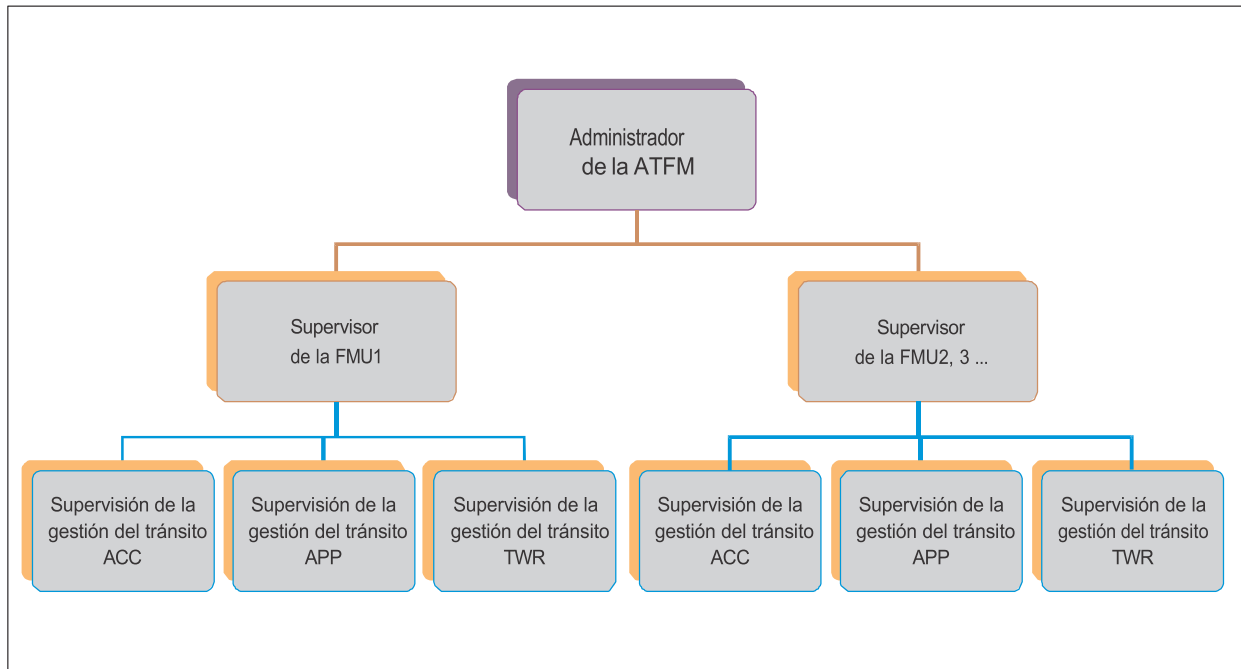 Administrador
de la ATFM
Supervisor
de la FMU1
Supervisor
de la FMU2, 3 ...
Supervisión de la
gestión del tránsito
ACC
Supervisión de la
gestión del tránsito
APP
Supervisión de la
gestión del tránsito
TWR
Supervisión de la
gestión del tránsito
ACC
Supervisión de la
gestión del tránsito
APP
Supervisión de la
gestión del tránsito
TWR